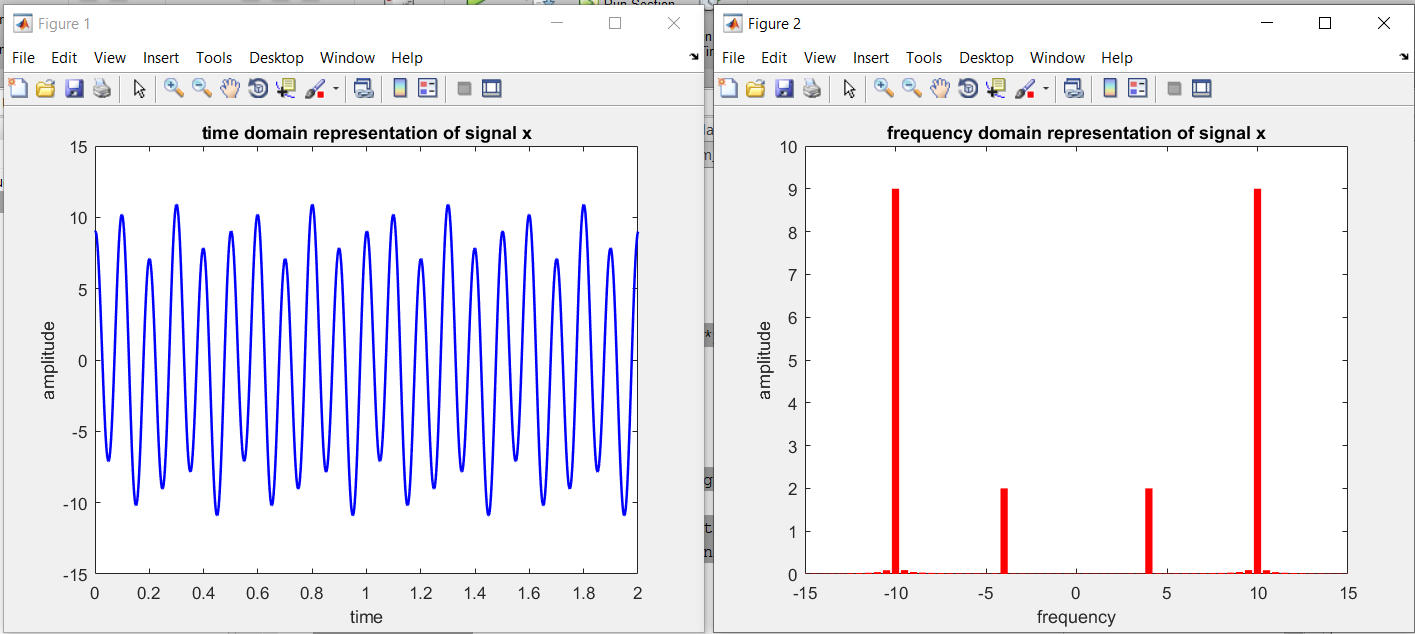 Run Section
Figure 1
File Edit View Insert Tools Desktop Window Help
time domain representation of signal x
15
10
5
0
-5
-10
-15
amplitude
0 0.2 0.4 0.6 0.8 1 1.2 1.4 1.6 1.8 2
time
Figure 2
File Edit View Insert Tools Desktop Window Help
frequency domain representation of signal x
10
9
8
7
6
5
4
3
2
1
0
amplitude
-15 -10 -5 0 5 10 15
frequency